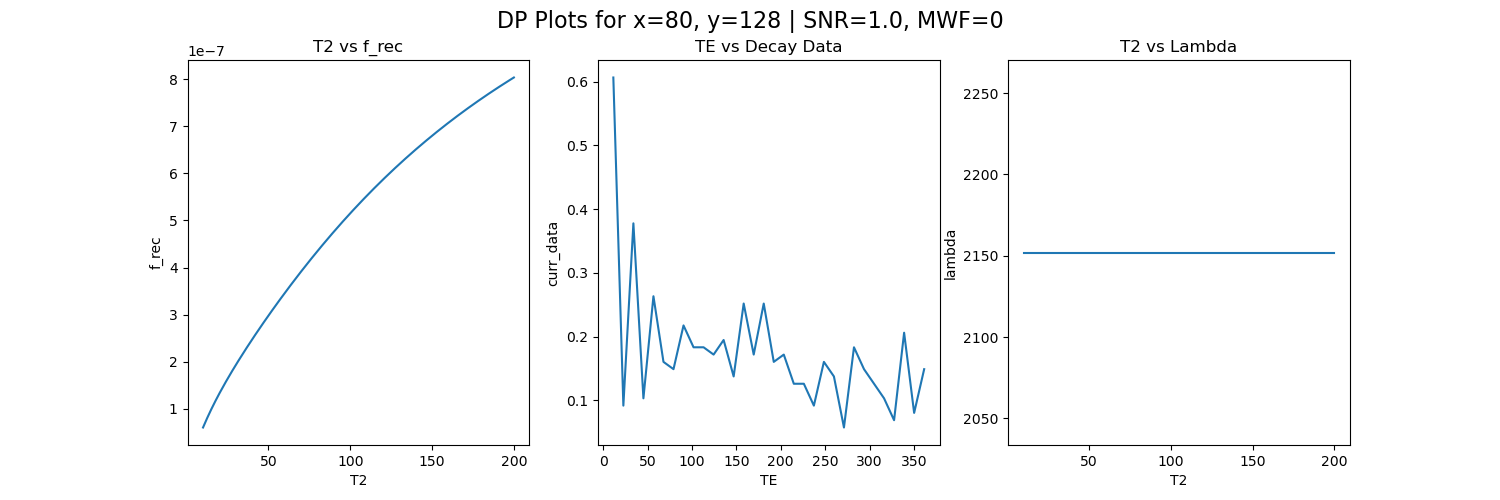 DP Plots for x=80, y=128 | SNR=1.0, MWF=0
T2 vs f_rec
1e−7
8
7
6
5
4
3
2
1
f_rec
50 100 150 200
T2
TE vs Decay Data
0.6
0.5
0.4
0.3
0.2
0.1
curr_data
0 50 100 150 200 250 300 350
TE
T2 vs Lambda
2250
2200
2150
2100
2050
lambda
50 100 150 200
T2